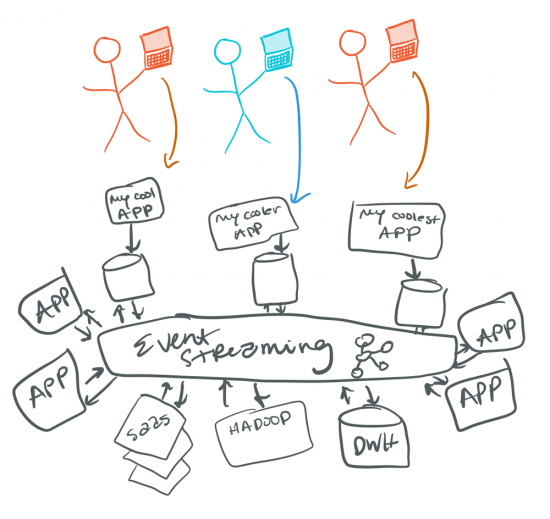 my cool
APP
my cooler
APP
my coolest
APP
APP
APP
Event
Streaming
APP
APP
SaaS
HADOOP
DWH